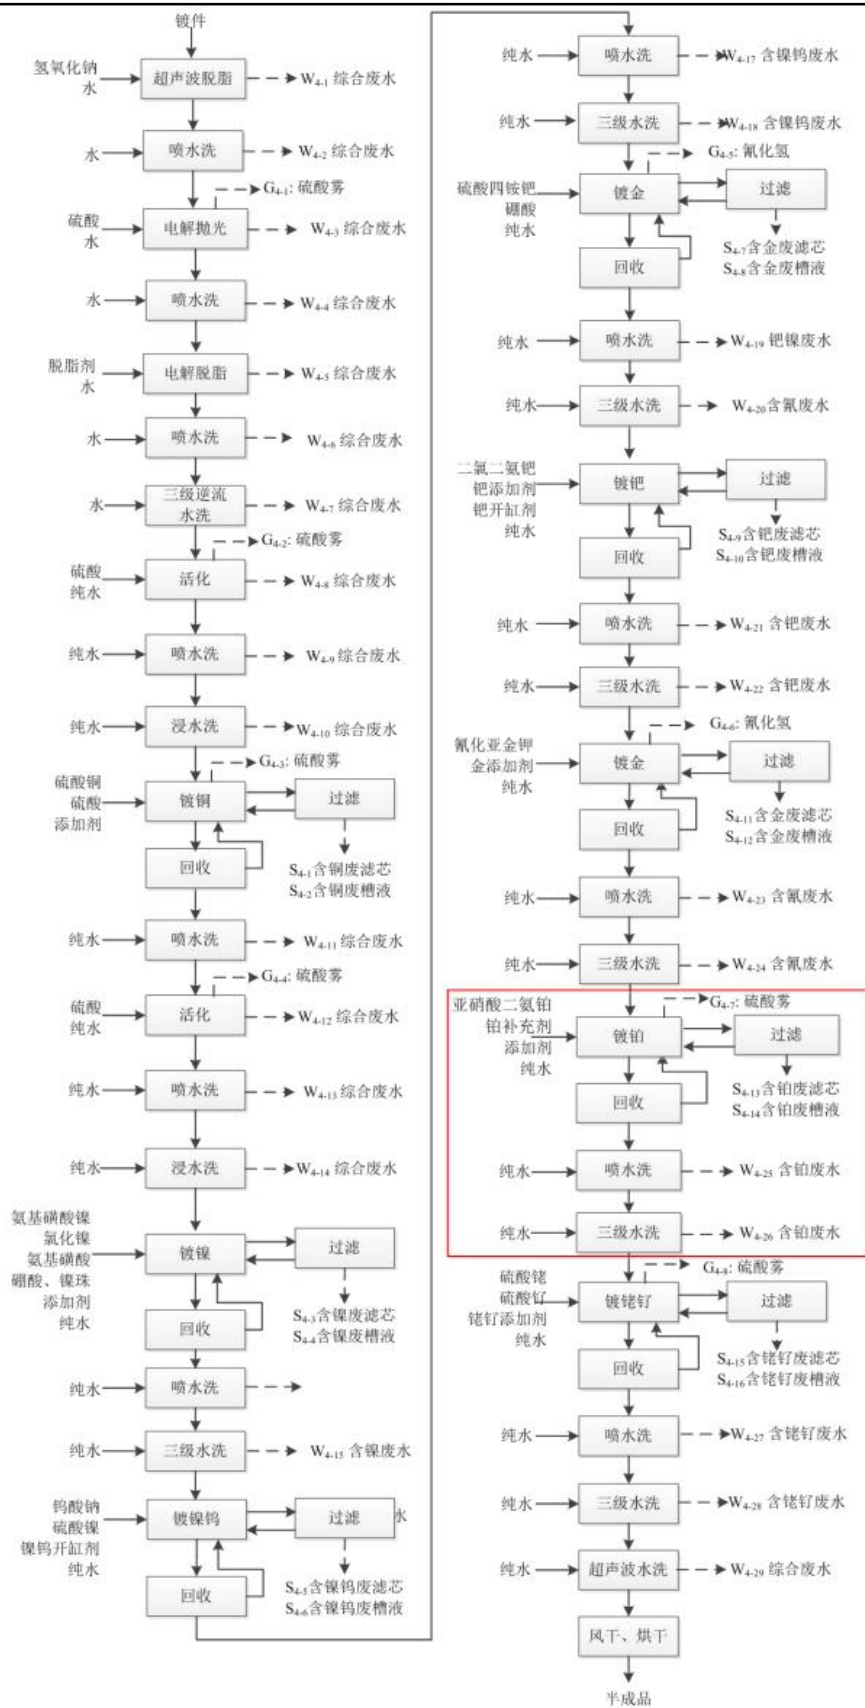 镀件
氢氧化钠
水
超声波脱脂
W4-1 综合废水
水
喷水洗
W4-2 综合废水
G4-1: 硫酸雾
硫酸
水
电解抛光
W4-3 综合废水
水
喷水洗
W4-4 综合废水
脱脂剂
水
电解脱脂
W4-5 综合废水
水
喷水洗
W4-6 综合废水
水
三级逆流
水洗
W4-7 综合废水
G4-2: 硫酸雾
硫酸
纯水
活化
W4-8 综合废水
纯水
喷水洗
W4-9 综合废水
纯水
浸水洗
W4-10 综合废水
G4-3: 硫酸雾
硫酸铜
硫酸
添加剂
镀铜
过滤
回收
S4-1含铜废滤芯
S4-2含铜废槽液
纯水
喷水洗
W4-11 综合废水
G4-4: 硫酸雾
硫酸
纯水
活化
W4-12 综合废水
纯水
喷水洗
W4-13 综合废水
纯水
浸水洗
W4-14 综合废水
氨基磺酸镍
氯化镍
氨基磺酸
硼酸、镍珠
添加剂
纯水
镀镍
过滤
回收
S4-3含镍废滤芯
S4-4含镍废槽液
纯水
喷水洗
纯水
三级水洗
W4-15 含镍废水
钨酸钠
硫酸镍
镍钨开缸剂
纯水
镀镍钨
过滤
水
回收
S4-5含镍钨废滤芯
S4-6含镍钨废槽液
纯水
喷水洗
W4-17 含镍钨废水
纯水
三级水洗
W4-18 含镍钨废水
G4-5: 氰化氢
硫酸四铵钯
硼酸
纯水
镀金
过滤
回收
S4-7含金废滤芯
S4-8含金废槽液
纯水
喷水洗
W4-19 钯镍废水
纯水
三级水洗
W4-20含氰废水
二氯二氨钯
钯添加剂
钯开缸剂
纯水
镀钯
过滤
回收
S4-9含钯废滤芯
S4-10含钯废槽液
纯水
喷水洗
W4-21 含钯废水
纯水
三级水洗
W4-22 含钯废水
G4-6: 氰化氢
氰化亚金钾
金添加剂
纯水
镀金
过滤
回收
S4-11含金废滤芯
S4-12含金废槽液
纯水
喷水洗
W4-23 含氰废水
纯水
三级水洗
W4-24 含氰废水
G4-7: 硫酸雾
亚硝酸二氨铂
铂补充剂
添加剂
纯水
镀铂
过滤
回收
S4-13含铂废滤芯
S4-14含铂废槽液
纯水
喷水洗
W4-25 含铂废水
纯水
三级水洗
W4-26 含铂废水
G4-8: 硫酸雾
硫酸铑
硫酸钌
铑钌添加剂
纯水
镀铑钌
过滤
回收
S4-15含铑钌废滤芯
S4-16含铑钌废槽液
纯水
喷水洗
W4-27 含铑钌废水
纯水
三级水洗
W4-28 含铑钌废水
纯水
超声波水洗
W4-29 综合废水
风干、烘干
半成品